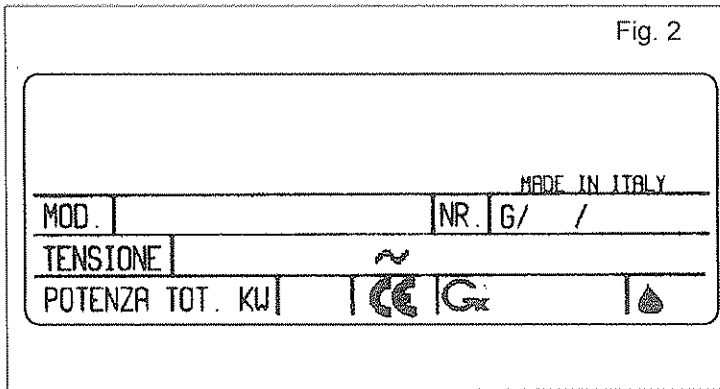 Fig. 2
MADE IN ITALY
MOD. NR. G/ /
TENSIONE ~
POTENZA TOT. KW CE